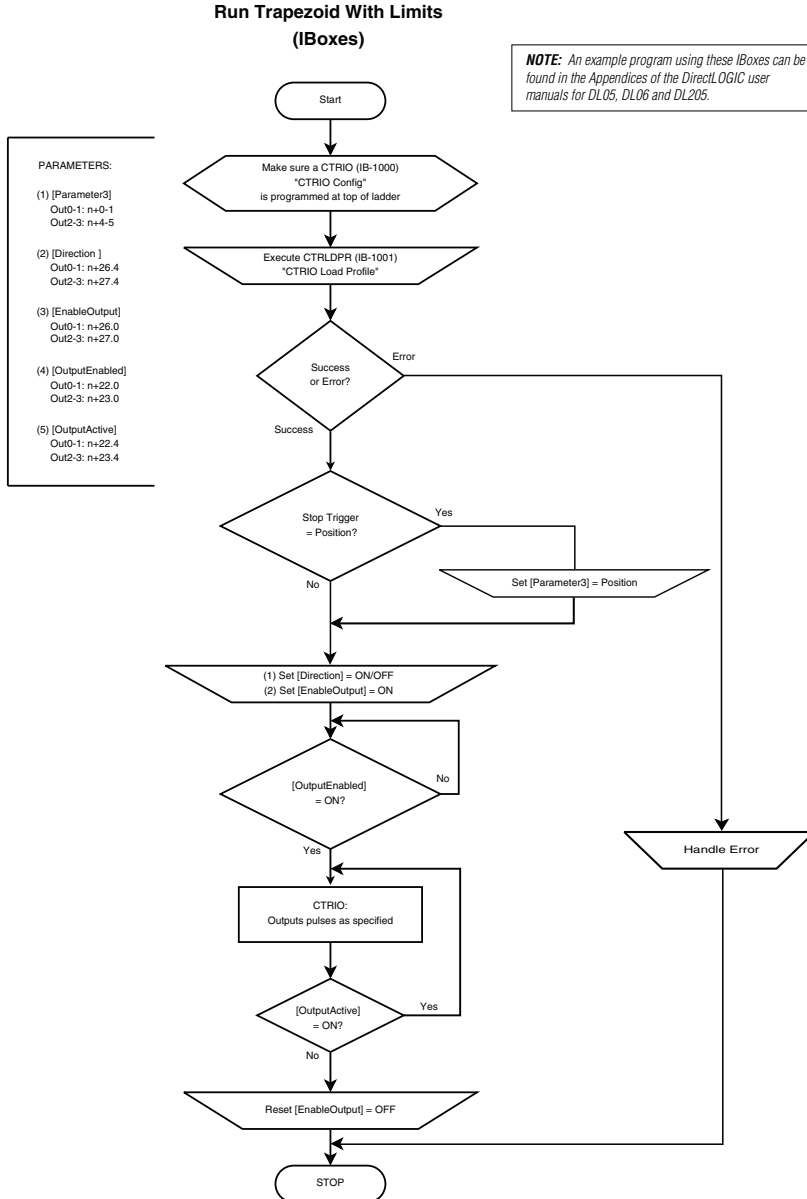 Run Trapezoid With Limits
(IBoxes)
NOTE: An example program using these IBoxes can be
found in the Appendices of the DirectLOGIC user
manuals for DL05, DL06 and DL205.
Start
PARAMETERS:
(1) [Parameter3]
Out0-1: n+0-1
Out2-3: n+4-5
(2) [Direction ]
Out0-1: n+26.4
Out2-3: n+27.4
(3) [EnableOutput]
Out0-1: n+26.0
Out2-3: n+27.0
(4) [OutputEnabled]
Out0-1: n+22.0
Out2-3: n+23.0
(5) [OutputActive]
Out0-1: n+22.4
Out2-3: n+23.4
Make sure a CTRIO (IB-1000)
"CTRIO Config"
is programmed at top of ladder
Execute CTRLDPR (IB-1001)
"CTRIO Load Profile"
Success
or Error?
Error
Success
Stop Trigger
= Position?
Yes
No
Set [Parameter3] = Position
(1) Set [Direction] = ON/OFF
(2) Set [EnableOutput] = ON
[OutputEnabled]
= ON?
No
Yes
Handle Error
CTRIO:
Outputs pulses as specified
[OutputActive]
= ON?
Yes
No
Reset [EnableOutput] = OFF
STOP